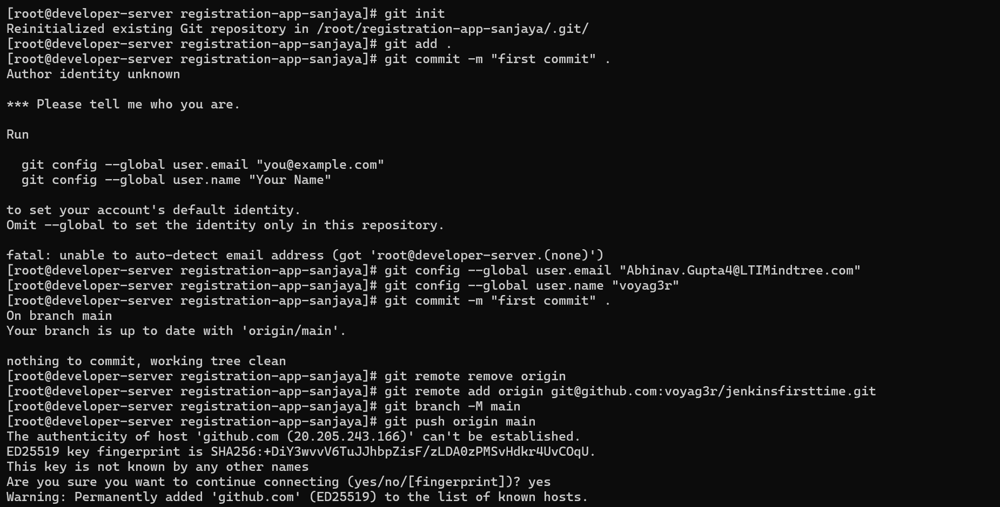 [root@developer-server registration-app-sanjaya]# git init
Reinitialized existing Git repository in /root/registration-app-sanjaya/.git/
[root@developer-server registration-app-sanjaya]# git add .
[root@developer-server registration-app-sanjaya]# git commit -m "first commit" .
Author identity unknown
*** Please tell me who you are.
Run
  git config --global user.email "you@example.com"
  git config --global user.name "Your Name"
to set your account's default identity.
Omit --global to set the identity only in this repository.
fatal: unable to auto-detect email address (got 'root@developer-server.(none)')
[root@developer-server registration-app-sanjaya]# git config --global user.email "Abhinav.Gupta4@LTIMindtree.com"
[root@developer-server registration-app-sanjaya]# git config --global user.name "voyag3r"
[root@developer-server registration-app-sanjaya]# git commit -m "first commit" .
On branch main
Your branch is up to date with 'origin/main'.
nothing to commit, working tree clean
[root@developer-server registration-app-sanjaya]# git remote remove origin
[root@developer-server registration-app-sanjaya]# git remote add origin git@github.com:voyag3r/jenkinsfirsttime.git
[root@developer-server registration-app-sanjaya]# git branch -M main
[root@developer-server registration-app-sanjaya]# git push origin main
The authenticity of host 'github.com (20.205.243.166)' can't be established.
ED25519 key fingerprint is SHA256:+DiY3wvvV6TuJJhbpZisF/zLDA0zPMSvHdkr4UvCOqU.
This key is not known by any other names
Are you sure you want to continue connecting (yes/no/[fingerprint])? yes
Warning: Permanently added 'github.com' (ED25519) to the list of known hosts.